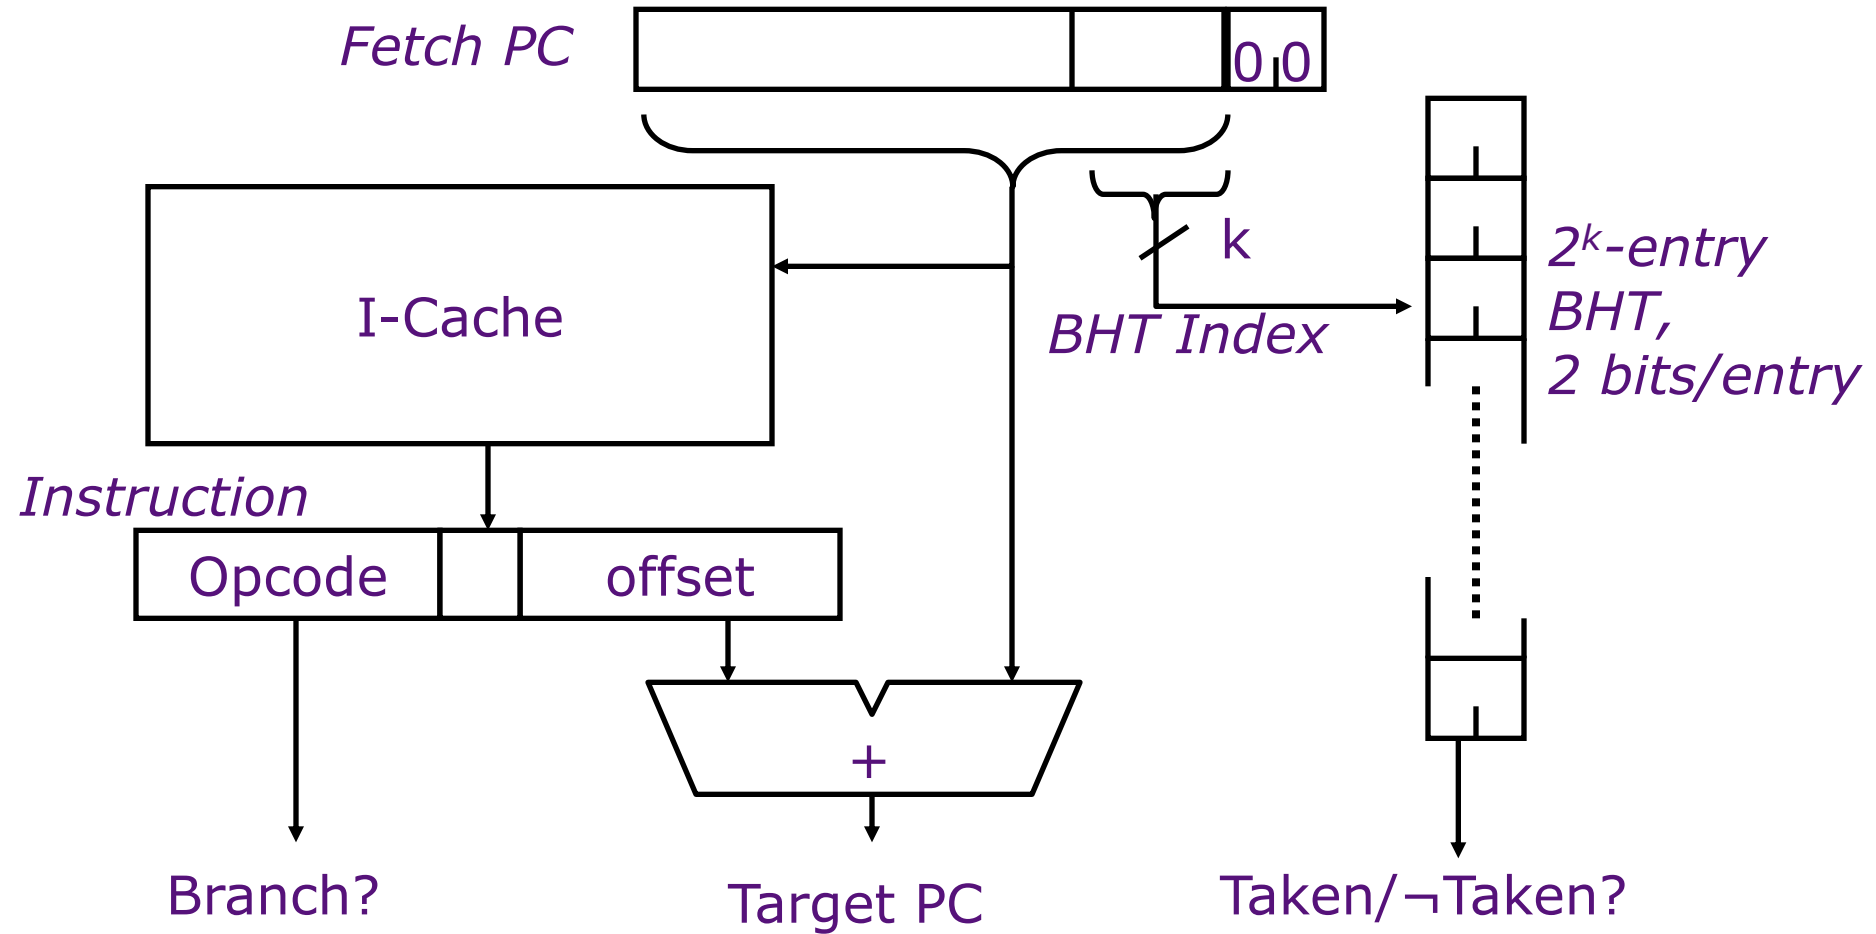 Fetch PC
0 0
k
2ᵏ-entry
BHT,
2 bits/entry
I-Cache
BHT Index
Instruction
Opcode offset
+
Branch?
Target PC
Taken/¬Taken?